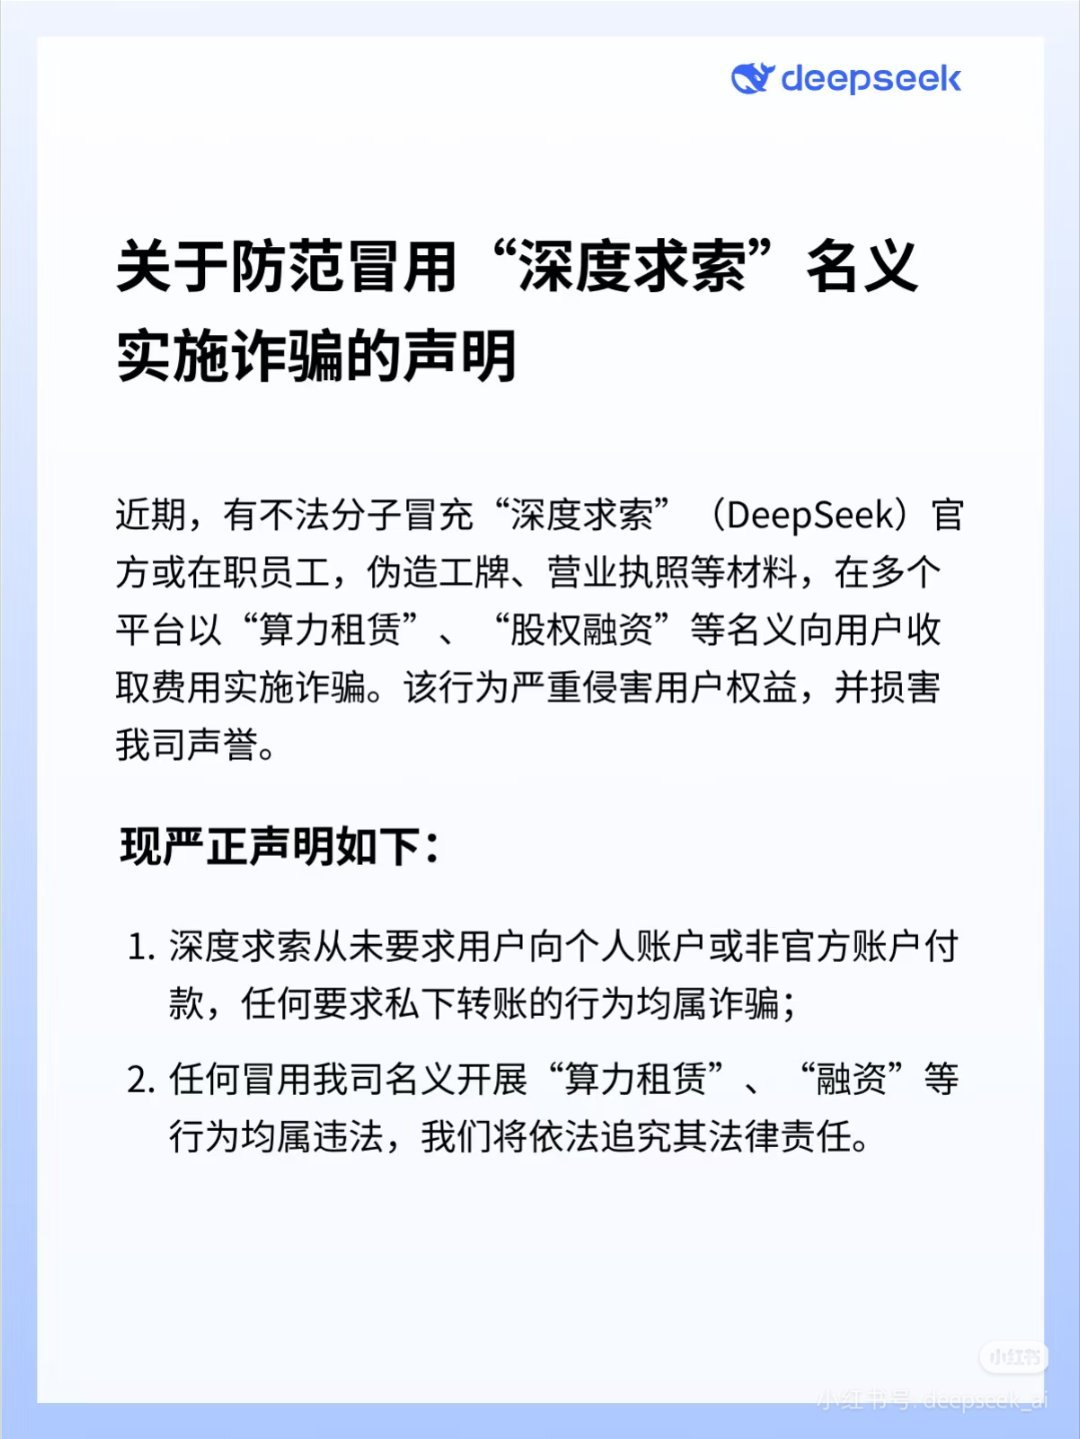 deepseek
关于防范冒用“深度求索”名义
实施诈骗的声明
近期，有不法分子冒充“深度求索”（DeepSeek）官
方或在职员工，伪造工牌、营业执照等材料，在多个
平台以“算力租赁”、“股权融资”等名义向用户收
取费用实施诈骗。该行为严重侵害用户权益，并损害
我司声誉。
现严正声明如下：
1. 深度求索从未要求用户向个人账户或非官方账户付
款，任何要求私下转账的行为均属诈骗；
2. 任何冒用我司名义开展“算力租赁”、“融资”等
行为均属违法，我们将依法追究其法律责任。
小红书
小红书号: deepseek_ai